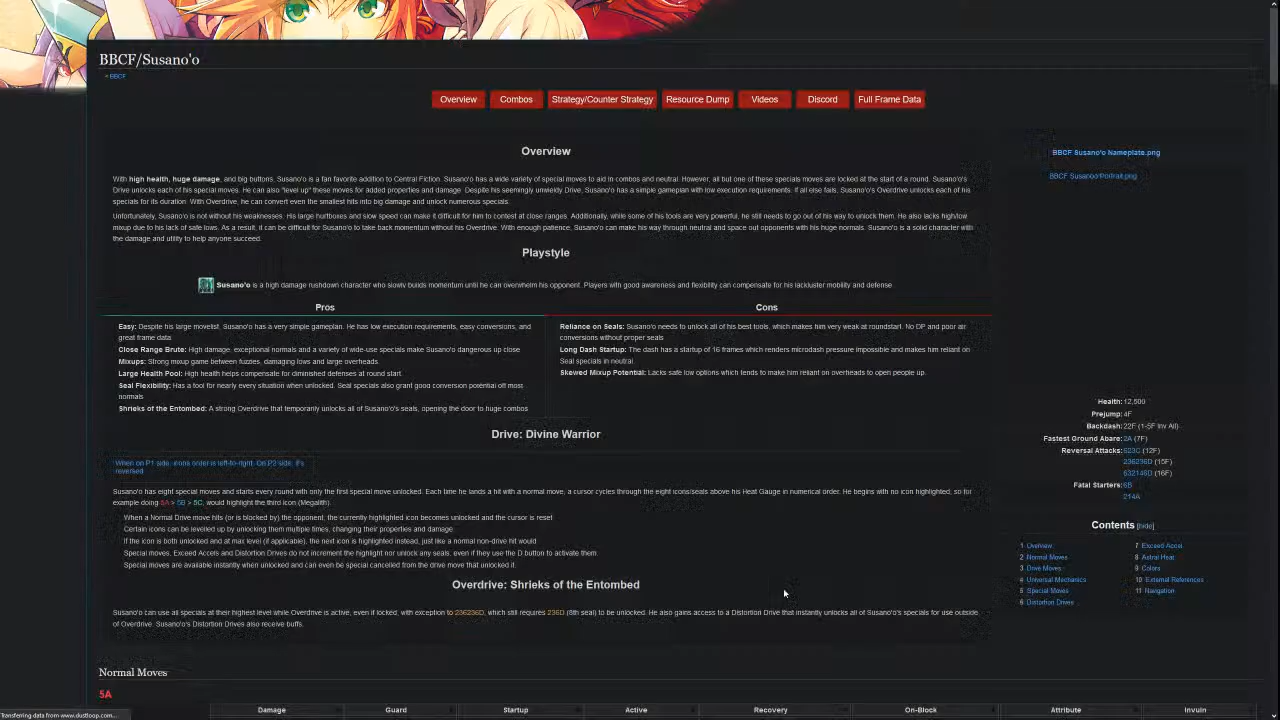 BBCF/Susano'o
< BBCF
Overview Combos Strategy/Counter Strategy Resource Dump Videos Discord Full Frame Data
Overview
With high health, huge damage, and big buttons, Susano'o is a fan favorite addition to Central Fiction. Susano'o has a wide variety of special moves to aid in combos and neutral. However, all but one of these specials moves are locked at the start of a round. Susano'o's
Drive unlocks each of his special moves. He can also "level up" these moves for added properties and damage. Despite his seemingly unwieldy Drive, Susano'o has a simple gameplan with low execution requirements. If all else fails, Susano'o's Overdrive unlocks each of his
specials for its duration. With Overdrive, he can convert even the smallest hits into big damage and unlock numerous specials.
Unfortunately, Susano'o is not without his weaknesses. His large hurtboxes and slow speed can make it difficult for him to contest at close ranges. Additionally, while some of his tools are very powerful, he still needs to go out of his way to unlock them. He also lacks high/low
mixup due to his lack of safe lows. As a result, it can be difficult for Susano'o to take back momentum without his Overdrive. With enough patience, Susano'o can make his way through neutral and space out opponents with his huge normals. Susano'o is a solid character with
the damage and utility to help anyone succeed.
Playstyle
Susano'o is a high damage rushdown character who slowly builds momentum until he can overwhelm his opponent. Players with good awareness and flexibility can compensate for his lackluster mobility and defense.
Pros
Easy: Despite his large movelist, Susano'o has a very simple gameplan. He has low execution requirements, easy conversions, and
great frame data
Close Range Brute: High damage, exceptional normals and a variety of wide-use specials make Susano'o dangerous up close
Mixups: Strong mixup game between fuzzies, damaging lows and large overheads.
Large Health Pool: High health helps compensate for diminished defenses at round start.
Seal Flexibility: Has a tool for nearly every situation when unlocked. Seal specials also grant good conversion potential off most
normals
Shrieks of the Entombed: A strong Overdrive that temporarily unlocks all of Susano'o's seals, opening the door to huge combos
Cons
Reliance on Seals: Susano'o needs to unlock all of his best tools, which makes him very weak at roundstart. No DP and poor air
conversions without proper seals
Long Dash Startup: The dash has a startup of 16 frames which renders microdash pressure impossible and makes him reliant on
Seal specials in neutral.
Skewed Mixup Potential: Lacks safe low options which tends to make him reliant on overheads to open people up.
Drive: Divine Warrior
When on P1 side, icons order is left-to-right. On P2 side, it's
reversed
Susano'o has eight special moves and starts every round with only the first special move unlocked. Each time he lands a hit with a normal move, a cursor cycles through the eight icons/seals above his Heat Gauge in numerical order. He begins with no icon highlighted, so for
example doing 5A > 5B > 5C, would highlight the third icon (Megalith).
When a Normal Drive move hits (or is blocked by) the opponent, the currently highlighted icon becomes unlocked and the cursor is reset
Certain icons can be levelled up by unlocking them multiple times, changing their properties and damage.
If the icon is both unlocked and at max level (if applicable), the next icon is highlighted instead, just like a normal non-drive hit would
Special moves, Exceed Accels and Distortion Drives do not increment the highlight nor unlock any seals, even if they use the D button to activate them
Special moves are available instantly when unlocked and can even be special cancelled from the drive move that unlocked it.
Overdrive: Shrieks of the Entombed
Susano'o can use all specials at their highest level while Overdrive is active, even if locked, with exception to 236236D, which still requires 236D (8th seal) to be unlocked. He also gains access to a Distortion Drive that instantly unlocks all of Susano'o's specials for use outside
of Overdrive. Susano'o's Distortion Drives also receive buffs.
Normal Moves
5A
Damage Guard Startup Active Recovery On-Block Attribute Invuln
BBCF Susano'o Nameplate.png
BBCF Susanoo Portrait.png
Health: 12,500
Prejump: 4F
Backdash: 22F (1-5F Inv All)
Fastest Ground Abare: 2A (7F)
Reversal Attacks: 623C (12F)
236236D (15F)
632146D (16F)
Fatal Starters: 6B
214A
Contents [hide]
1 Overview
2 Normal Moves
3 Drive Moves
4 Universal Mechanics
5 Special Moves
6 Distortion Drives
7 Exceed Accel
8 Astral Heat
9 Colors
10 External References
11 Navigation
Transferring data from www.dustloop.com...